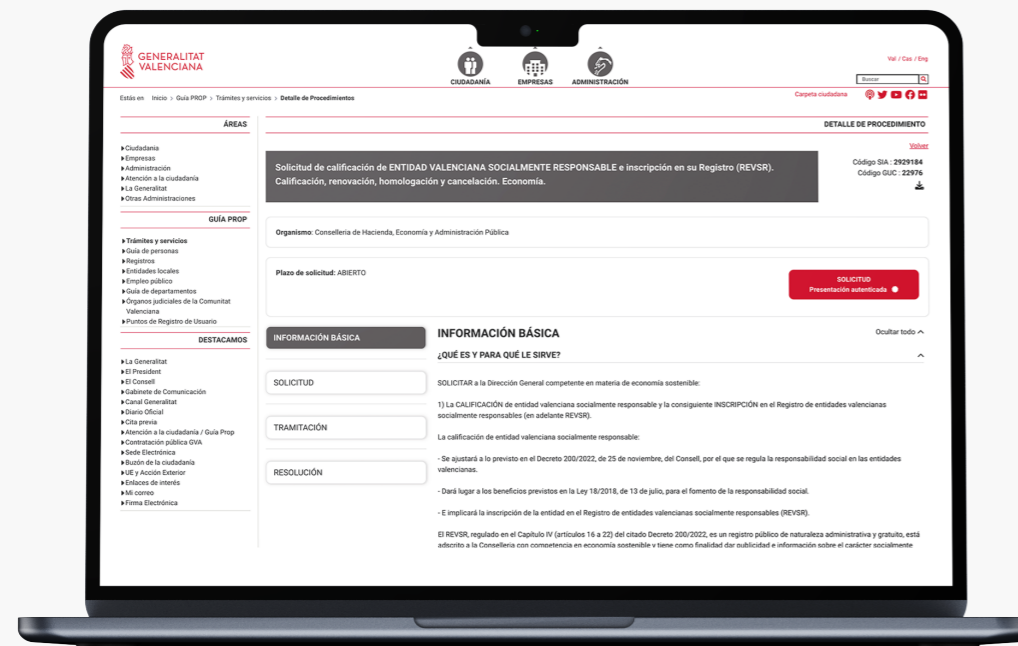 GENERALITAT
VALENCIANA
CIUDADANÍA
EMPRESAS
ADMINISTRACIÓN
Val / Cas / Eng
Buscar
Estás en Inicio > Guía PROP > Trámites y servicios > Detalle de Procedimientos
Carpeta ciudadana
ÁREAS
Ciudadanía
Empresas
Administración
Atención a la ciudadanía
La Generalitat
Otras Administraciones
GUÍA PROP
Trámites y servicios
Guía de personas
Registros
Entidades locales
Empleo público
Guía de departamentos
Órganos judiciales de la Comunitat
Valenciana
Puntos de Registro de Usuario
DESTACAMOS
La Generalitat
El President
El Consell
Gabinete de Comunicación
Canal Generalitat
Diario Oficial
Cita previa
Atención a la ciudadanía / Guía Prop
Contratación pública GVA
Sede Electrónica
Buzón de la ciudadanía
UE y Acción Exterior
Enlaces de interés
Mi correo
Firma Electrónica
DETALLE DE PROCEDIMIENTO
Volver
Solicitud de calificación de ENTIDAD VALENCIANA SOCIALMENTE RESPONSABLE e inscripción en su Registro (REVSR).
Calificación, renovación, homologación y cancelación. Economía.
Código SIA : 2929184
Código GUC : 22976
Organismo: Conselleria de Hacienda, Economía y Administración Pública
Plazo de solicitud: ABIERTO
SOLICITUD
Presentación autenticada
INFORMACIÓN BÁSICA
SOLICITUD
TRAMITACIÓN
RESOLUCIÓN
INFORMACIÓN BÁSICA
Ocultar todo
¿QUÉ ES Y PARA QUÉ LE SIRVE?
SOLICITAR a la Dirección General competente en materia de economía sostenible:
1) La CALIFICACIÓN de entidad valenciana socialmente responsable y la consiguiente INSCRIPCIÓN en el Registro de entidades valencianas
socialmente responsables (en adelante REVSR).
La calificación de entidad valenciana socialmente responsable:
- Se ajustará a lo previsto en el Decreto 200/2022, de 25 de noviembre, del Consell, por el que se regula la responsabilidad social en las entidades
valencianas.
- Dará lugar a los beneficios previstos en la Ley 18/2018, de 13 de julio, para el fomento de la responsabilidad social.
- E implicará la inscripción de la entidad en el Registro de entidades valencianas socialmente responsables (REVSR).
El REVSR, regulado en el Capítulo IV (artículos 16 a 22) del citado Decreto 200/2022, es un registro público de naturaleza administrativa y gratuito, está
adscrito a la Conselleria con competencia en economía sostenible y tiene como finalidad dar publicidad e información sobre el carácter socialmente